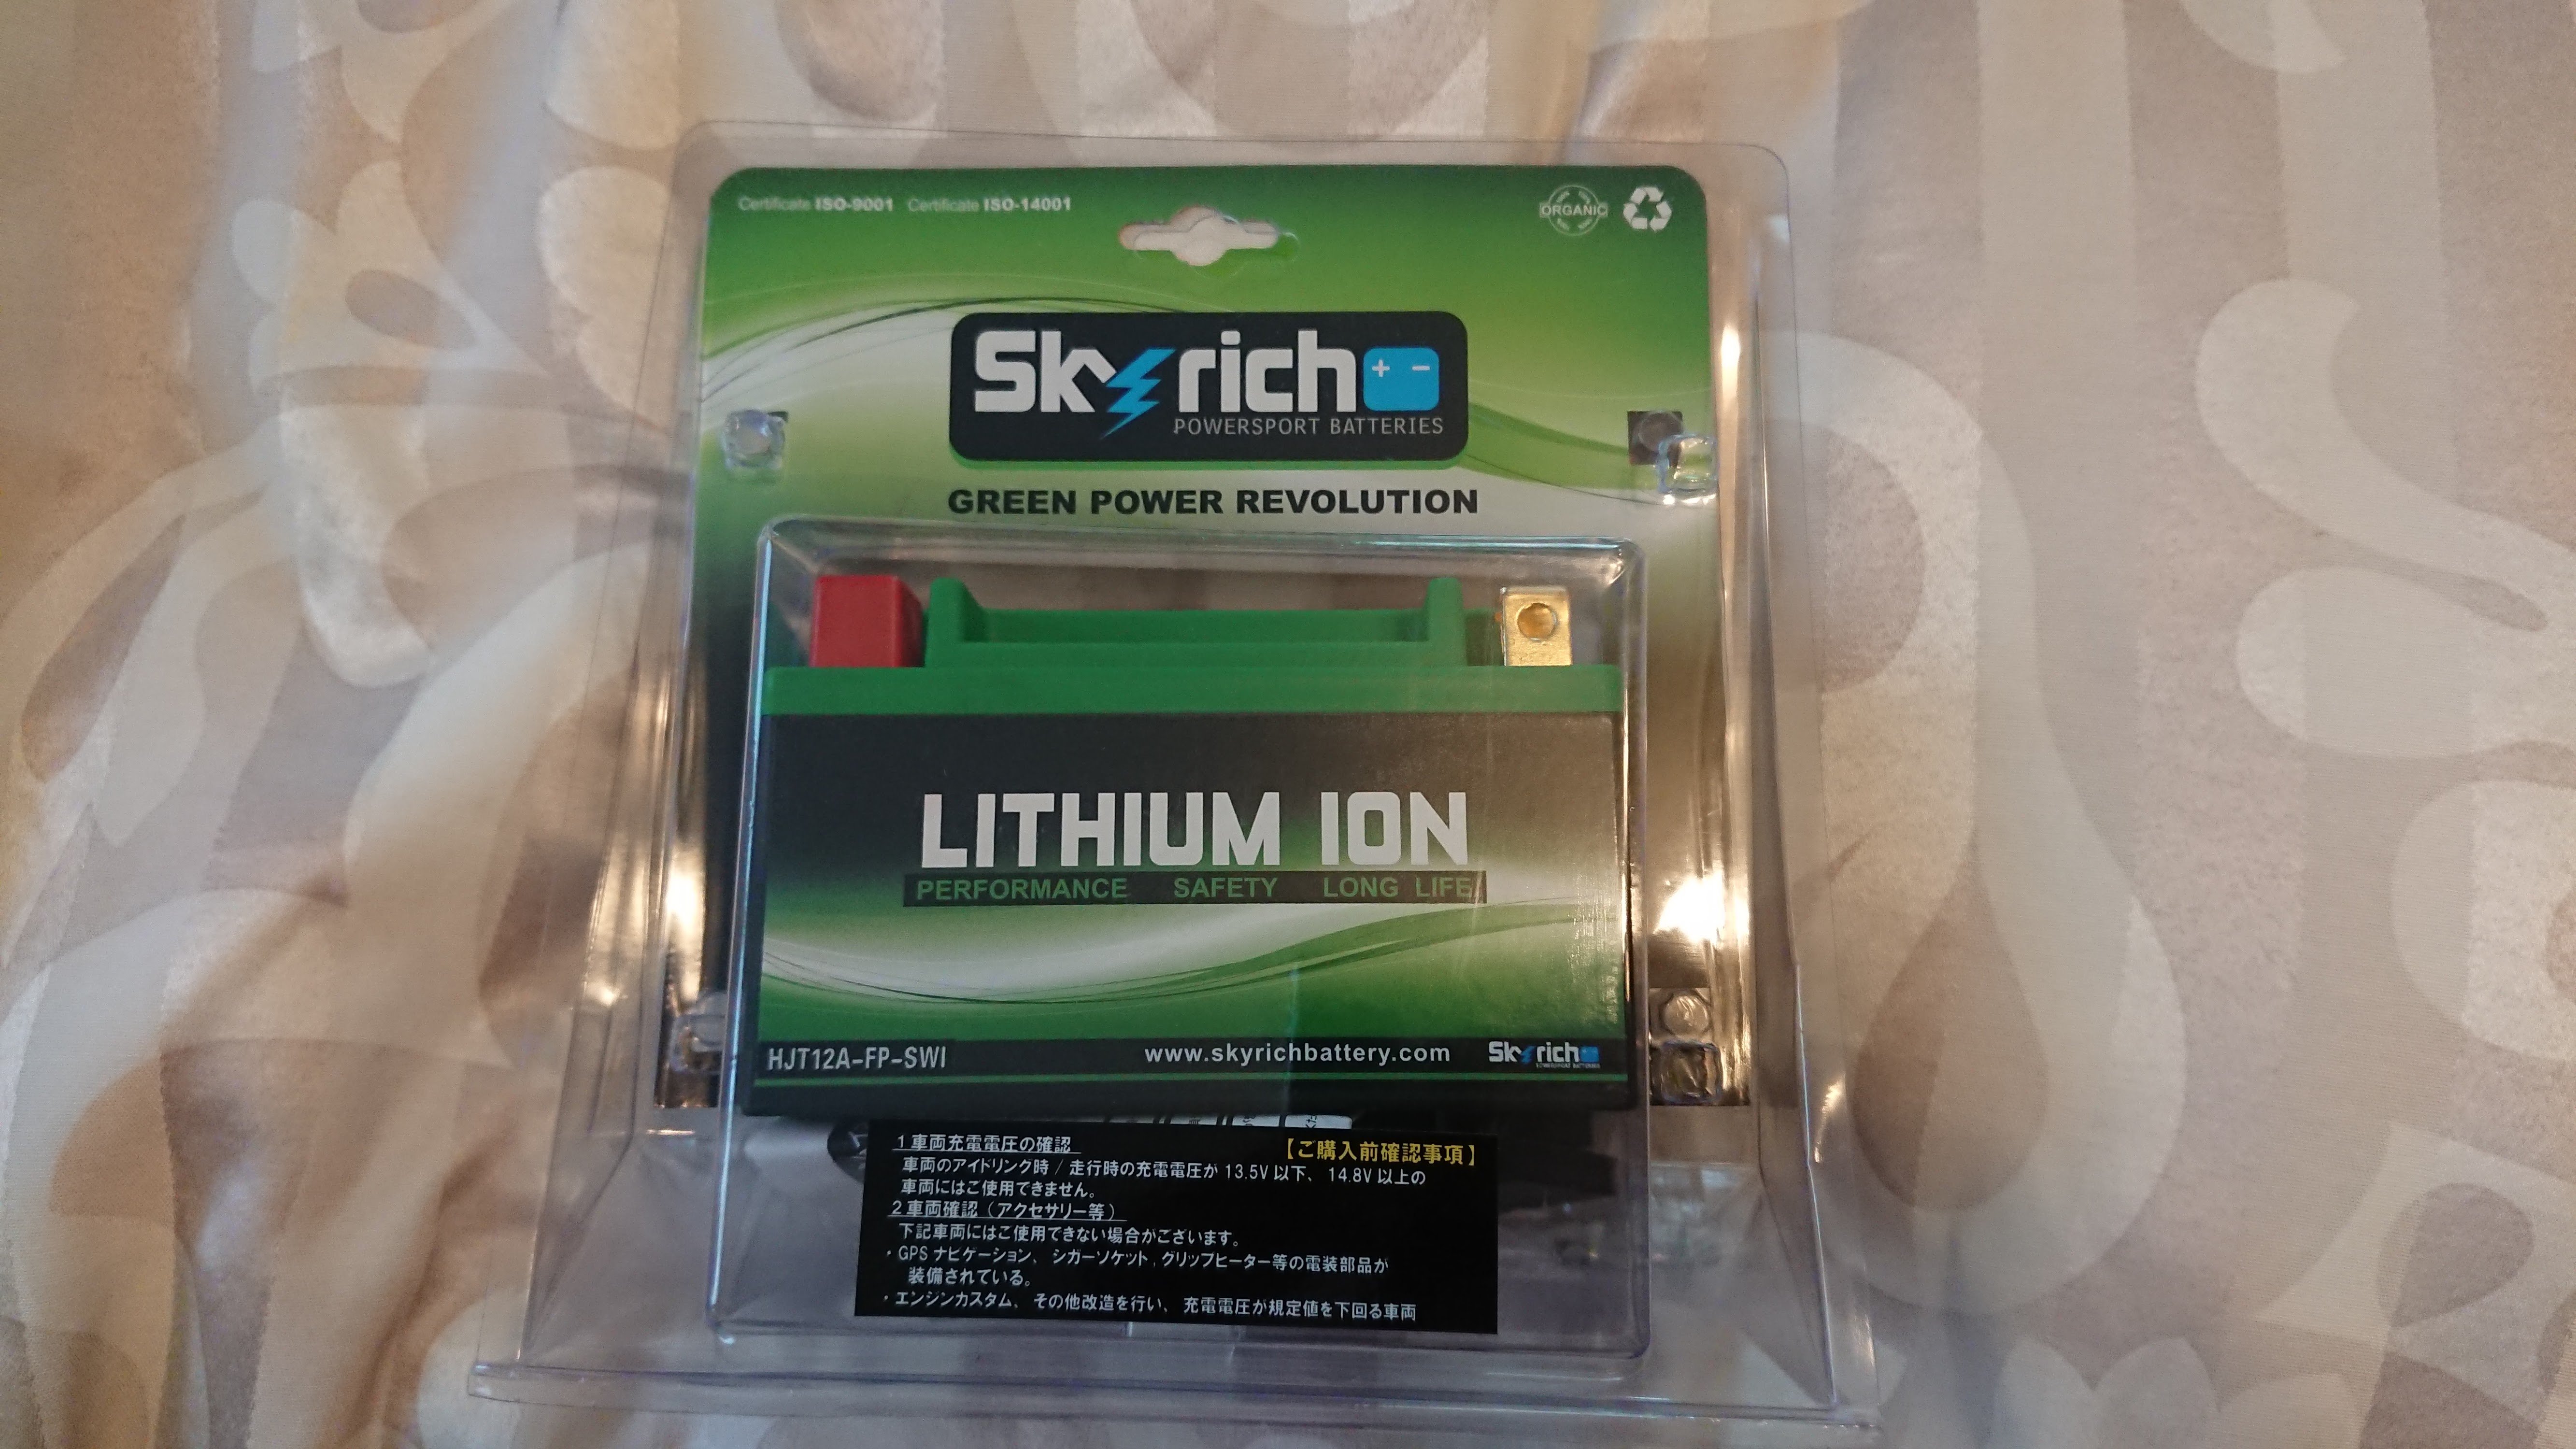 Certificate ISO-9001 Certificate ISO-14001
ORGANIC
Skyrich + -
POWERSPORT BATTERIES
GREEN POWER REVOLUTION
LITHIUM ION
PERFORMANCE SAFETY LONG LIFE
HJT12A-FP-SWI www.skyrichbattery.com Skyrich
POWERSPORT BATTERIES
【ご購入前確認事項】
1 車両充電電圧の確認
車両のアイドリング時 / 走行時の充電電圧が 13.5V 以下、 14.8V 以上の
車両にはご使用できません。
2 車両確認（アクセサリー等）
下記車両にはご使用できない場合がございます。
・GPS ナビゲーション、 シガーソケット、グリップヒーター等の電装部品が
装備されている。
・エンジンカスタム、 その他改造を行い、 充電電圧が規定値を下回る車両